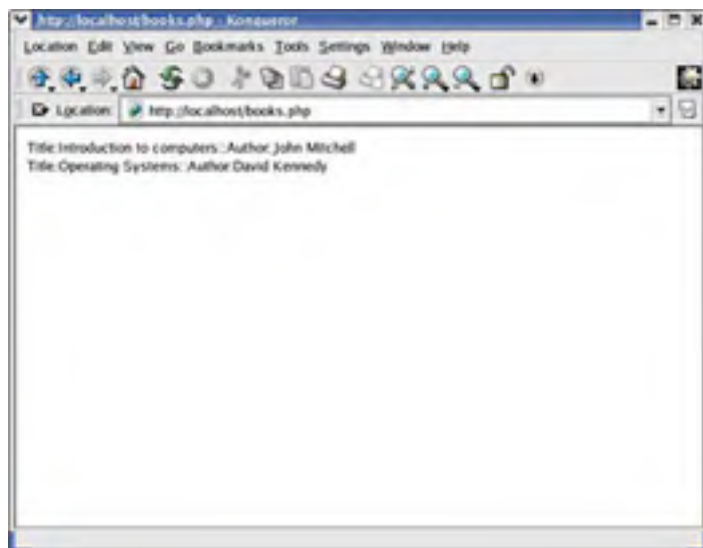 http://localhost/books.php - Konqueror
Location Edit View Go Bookmarks Tools Settings Window Help
Location: http://localhost/books.php
Title:Introduction to computers::Author:John Mitchell
Title:Operating Systems::Author:David Kennedy